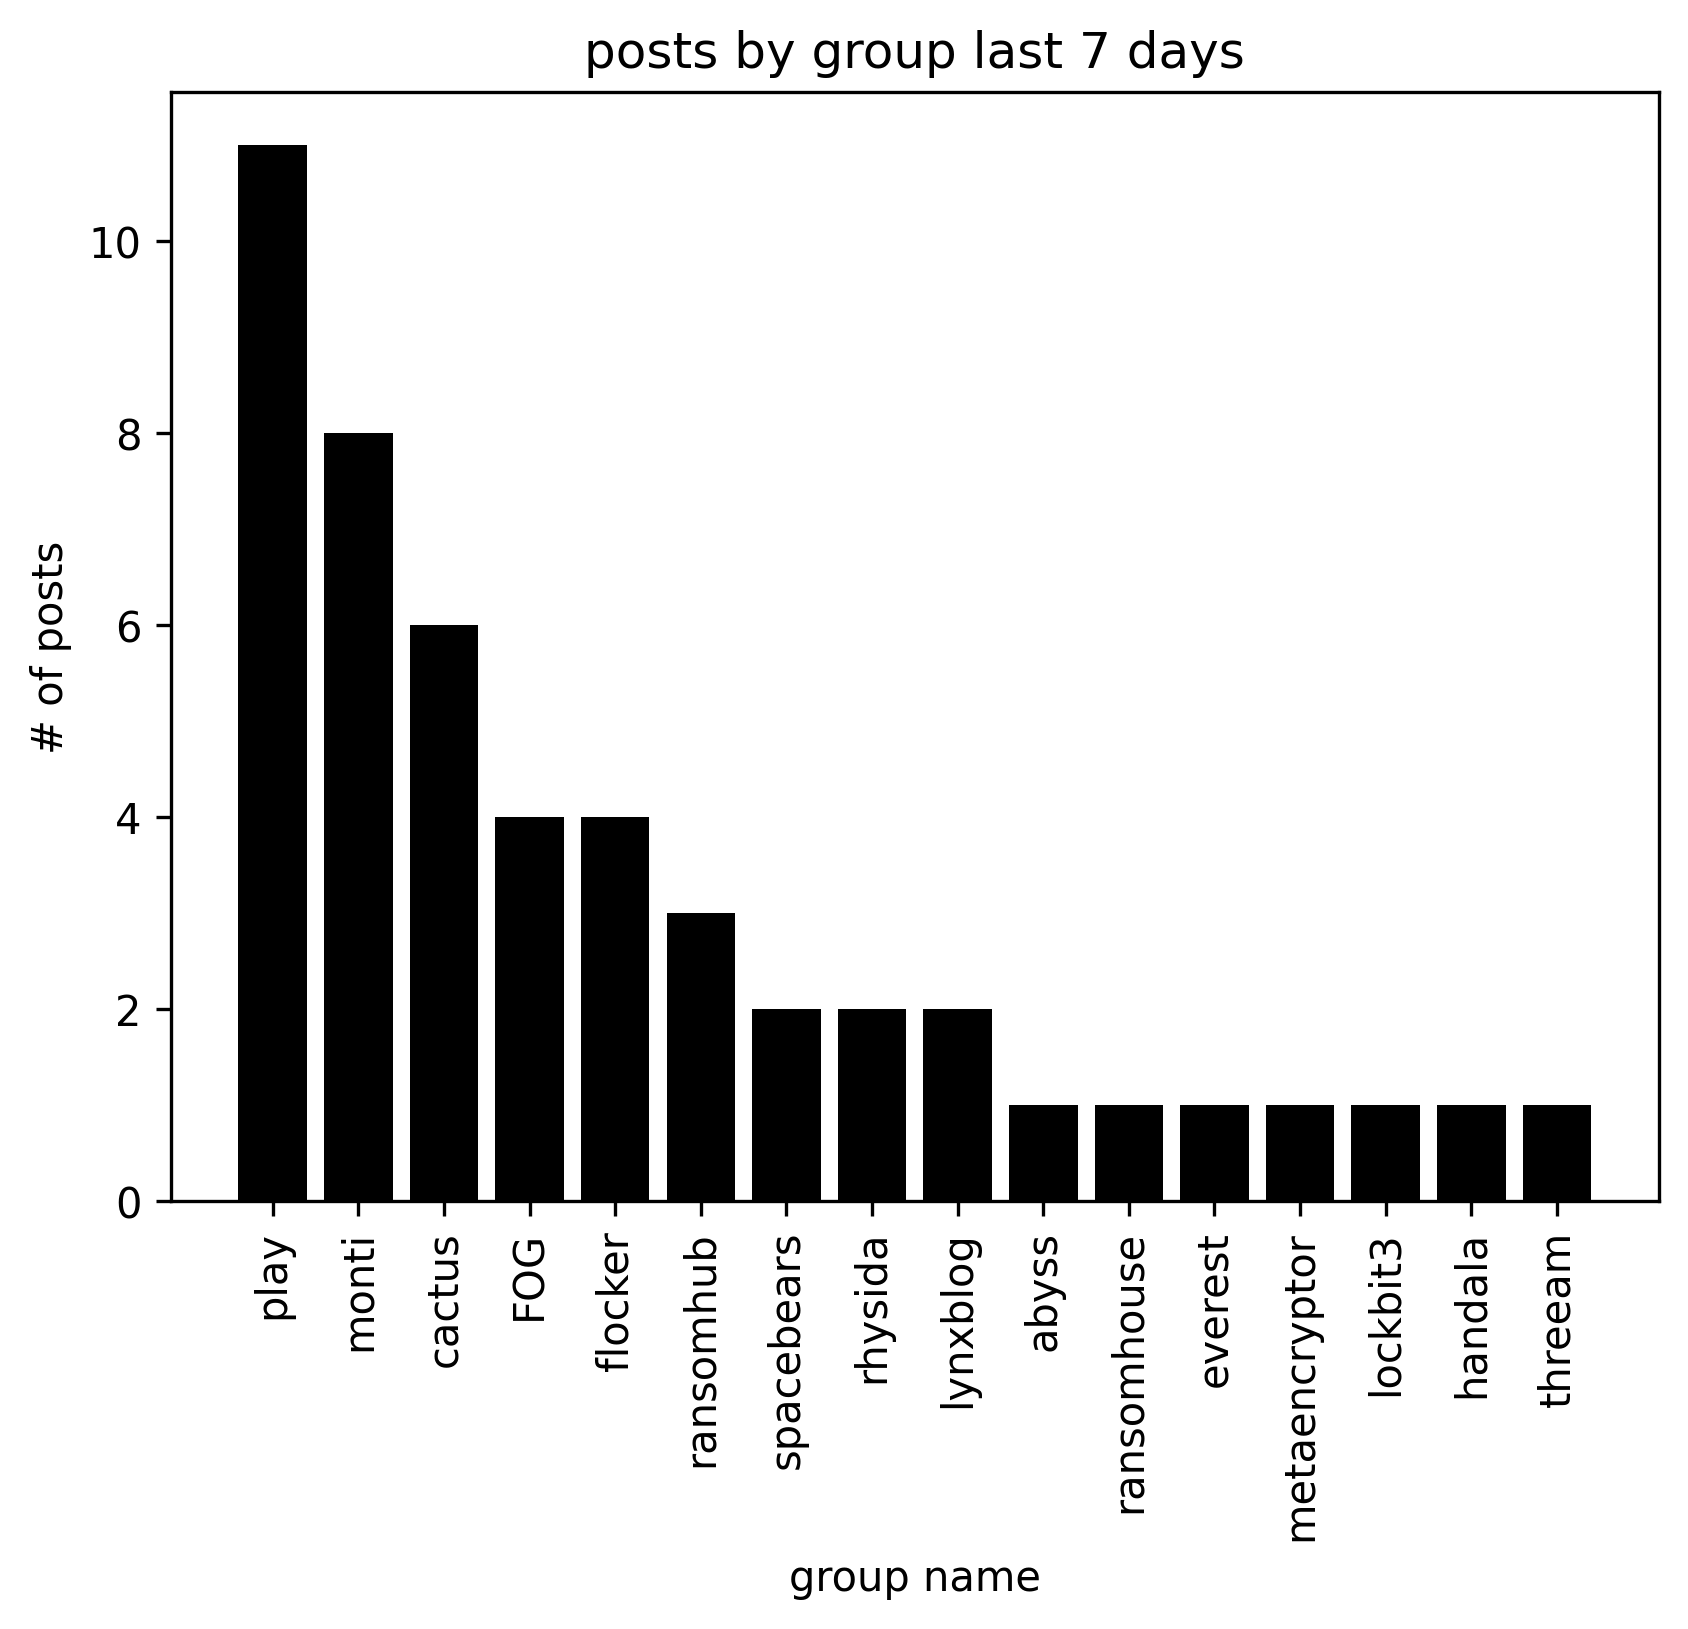 posts by group last 7 days
# of posts
10
8
6
4
2
0
play
monti
cactus
FOG
flocker
ransomhub
spacebears
rhysida
lynxblog
abyss
ransomhouse
everest
metaencryptor
lockbit3
handala
threeam
group name